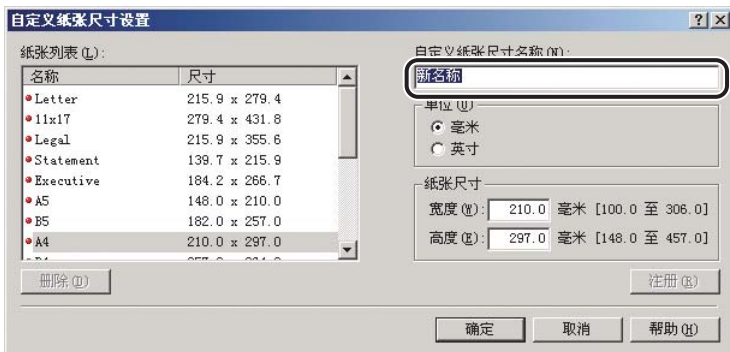 自定义纸张尺寸设置
纸张列表(L):
名称 尺寸
Letter 215.9 x 279.4
11x17 279.4 x 431.8
Legal 215.9 x 355.6
Statement 139.7 x 215.9
Executive 184.2 x 266.7
A5 148.0 x 210.0
B5 182.0 x 257.0
A4 210.0 x 297.0
删除(D)
自定义纸张尺寸名称(N):
新名称
单位(U)
毫米
英寸
纸张尺寸
宽度(W): 210.0 毫米 [100.0 至 306.0]
高度(E): 297.0 毫米 [148.0 至 457.0]
注册(R)
确定 取消 帮助(H)